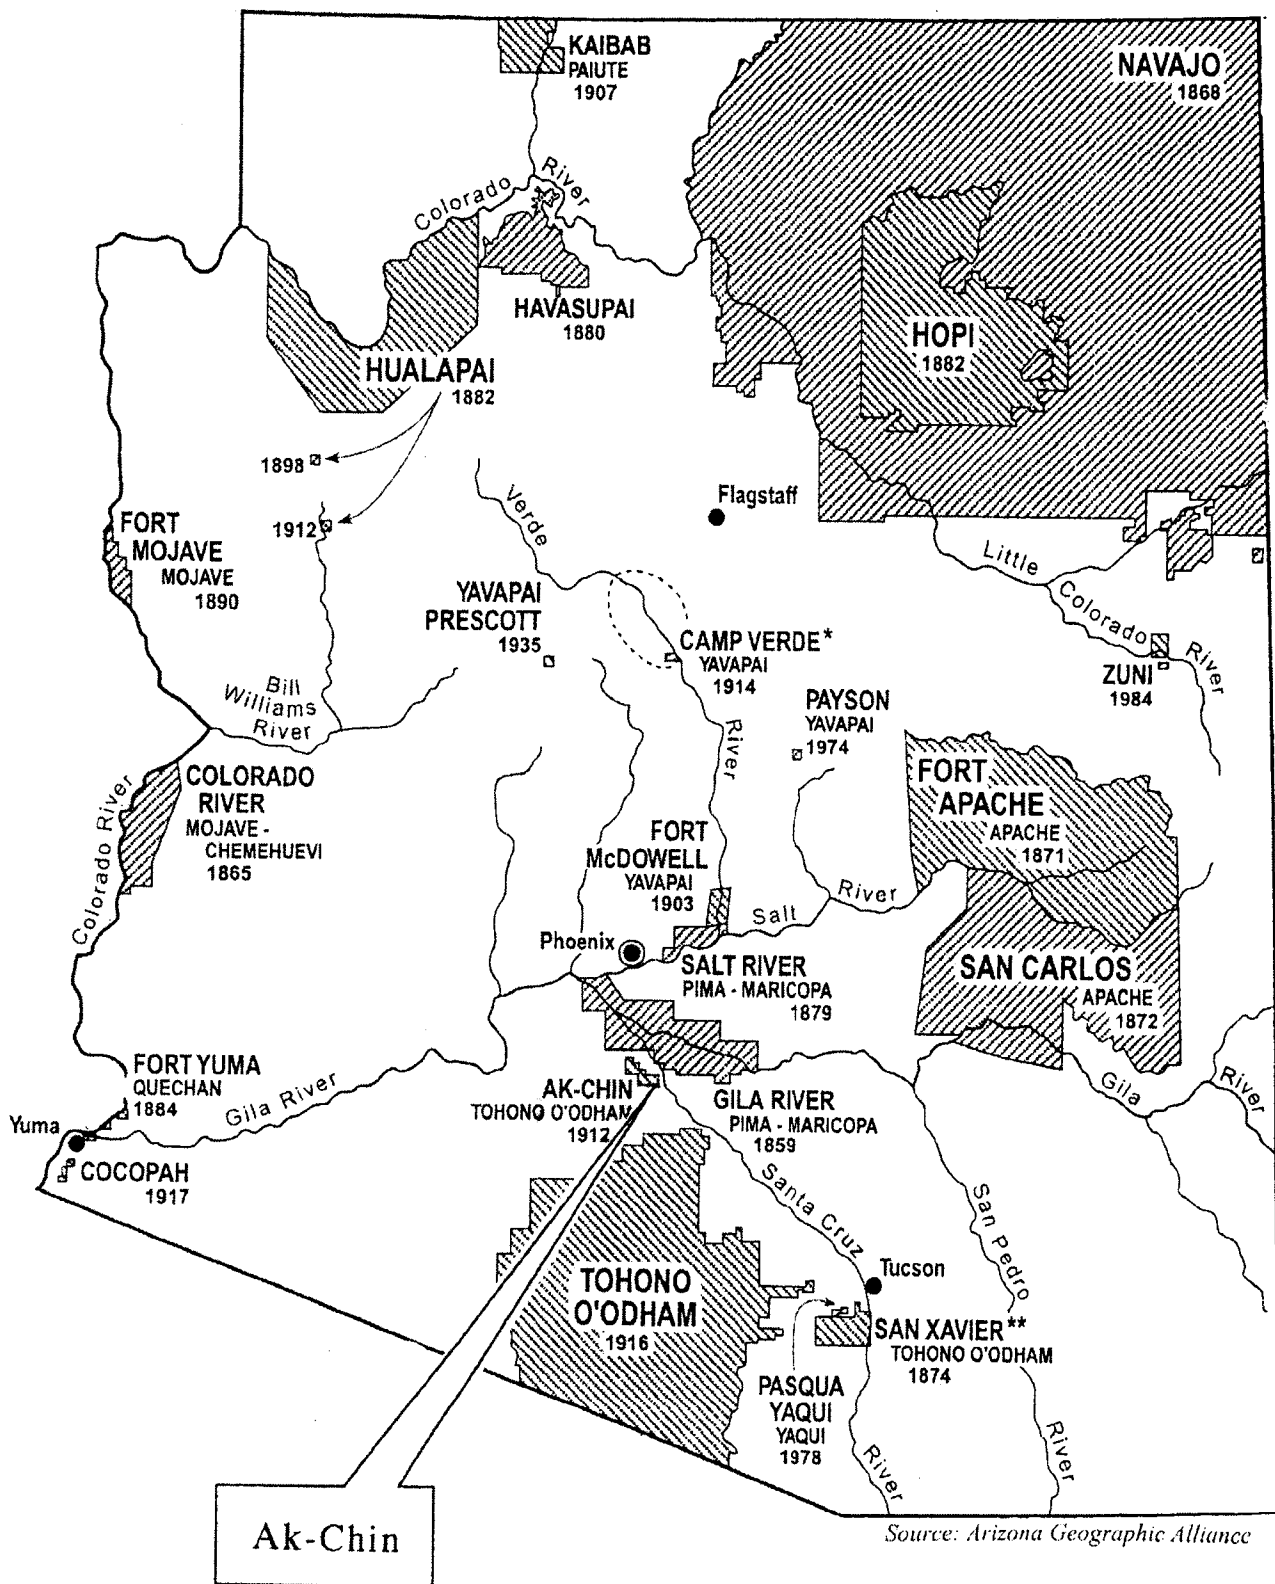 KAIBAB
PAIUTE
1907
NAVAJO
1868
Colorado River
HAVASUPAI
1880
HOPI
1882
HUALAPAI
1882
1898
1912
Verde
River
Flagstaff
FORT
MOJAVE
MOJAVE
1890
Little
Colorado
River
YAVAPAI
PRESCOTT
1935
CAMP VERDE*
YAVAPAI
1914
ZUNI
1984
Bill
Williams
River
PAYSON
YAVAPAI
1974
Colorado River
COLORADO
RIVER
MOJAVE -
CHEMEHUEVI
1865
FORT
APACHE
APACHE
1871
FORT
McDOWELL
YAVAPAI
1903
Salt River
Phoenix
SALT RIVER
PIMA - MARICOPA
1879
SAN CARLOS
APACHE
1872
FORT YUMA
QUECHAN
1884
Gila River
Yuma
COCOPAH
1917
AK-CHIN
TOHONO O'ODHAM
1912
GILA RIVER
PIMA - MARICOPA
1859
Gila
River
Santa Cruz
River
San Pedro
River
Tucson
TOHONO
O'ODHAM
1916
SAN XAVIER**
TOHONO O'ODHAM
1874
PASQUA
YAQUI
YAQUI
1978
Ak-Chin
Source: Arizona Geographic Alliance